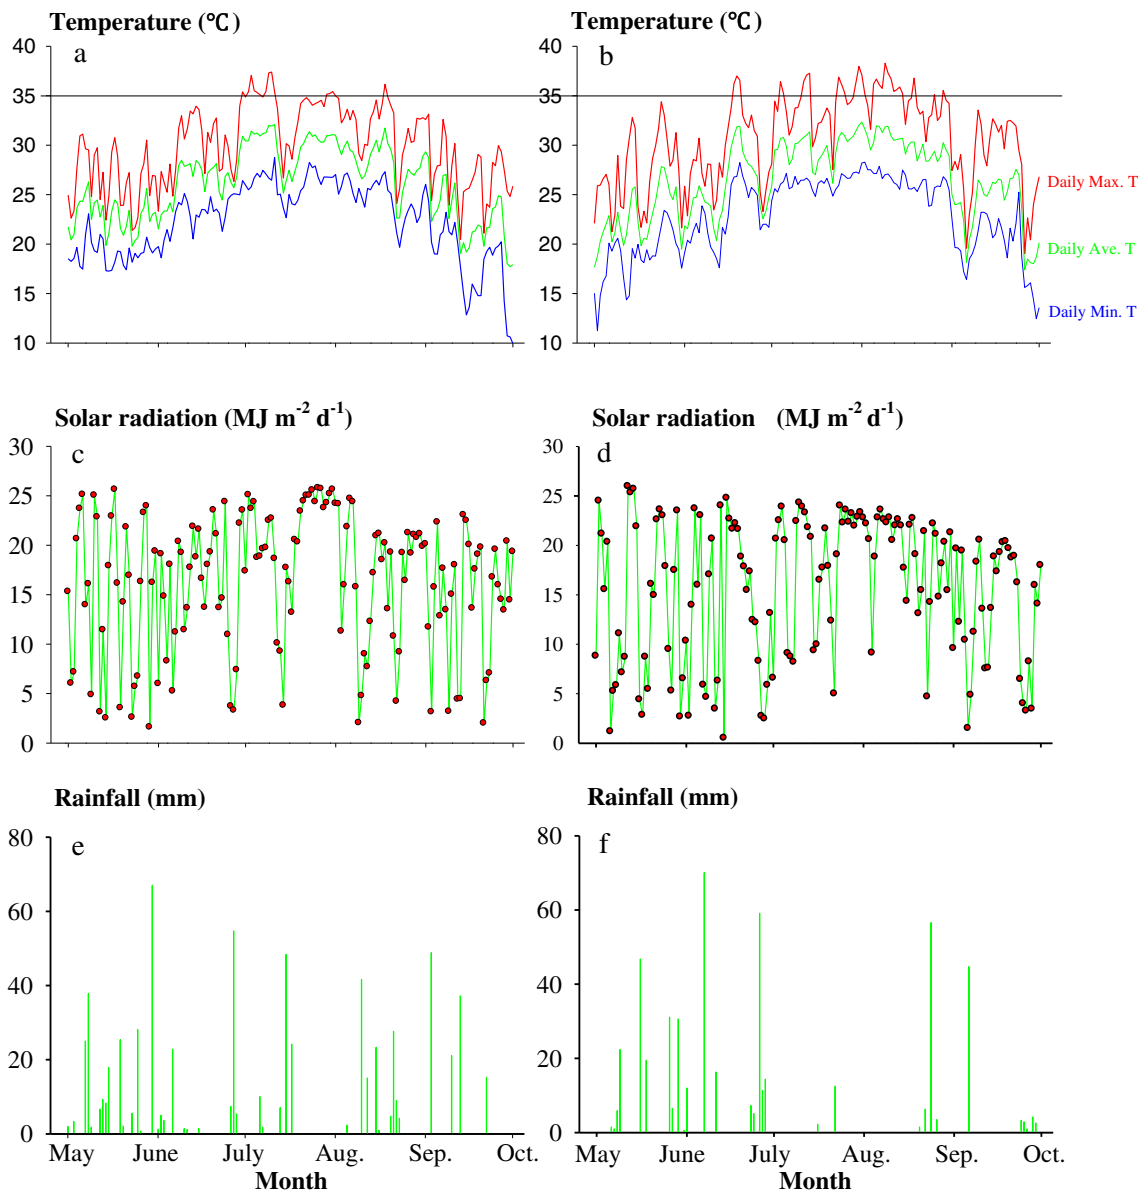 Temperature (℃)
Temperature (℃)
a
b
40
35
30
25
20
15
10
40
35
30
25
20
15
10
Daily Max. T
Daily Ave. T
Daily Min. T
Solar radiation (MJ m-2 d-1)
Solar radiation (MJ m-2 d-1)
c
d
30
25
20
15
10
5
0
30
25
20
15
10
5
0
Rainfall (mm)
Rainfall (mm)
e
f
80
60
40
20
0
80
60
40
20
0
May June July Aug. Sep. Oct.
May June July Aug. Sep. Oct.
Month
Month